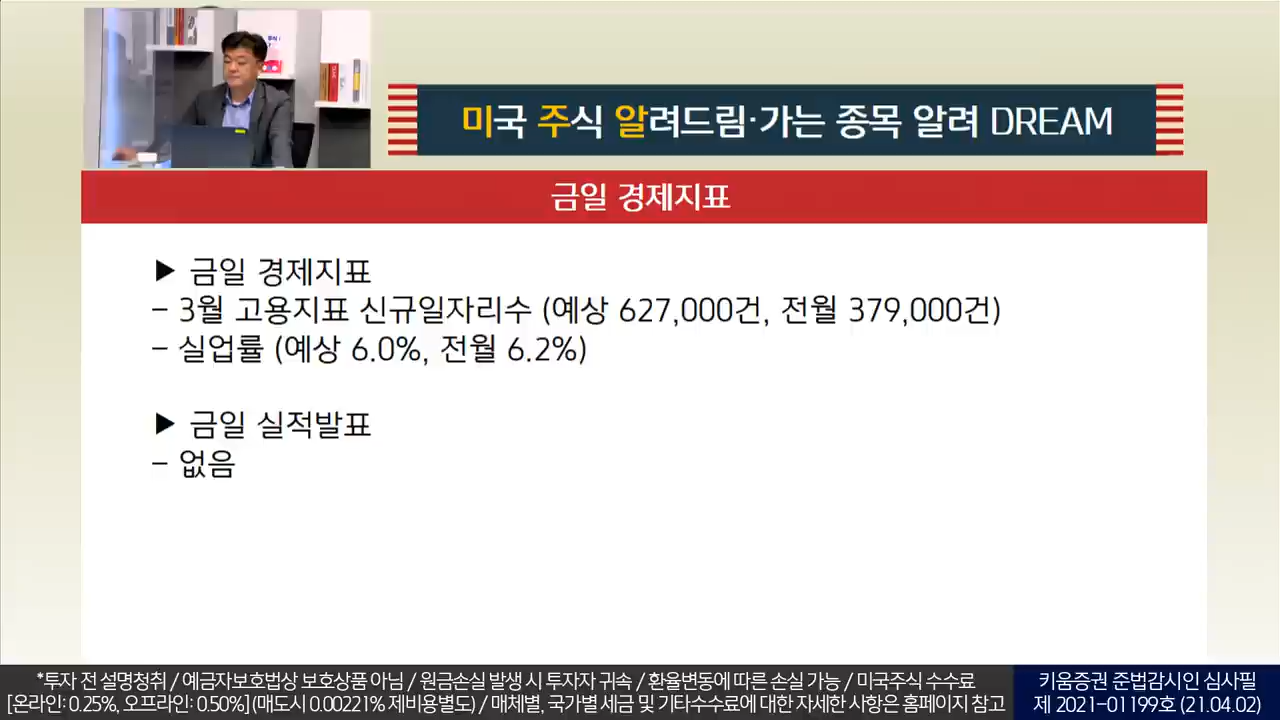 미국 주식 알려드림·가는 종목 알려 DREAM
금일 경제지표
▶ 금일 경제지표
- 3월 고용지표 신규일자리수 (예상 627,000건, 전월 379,000건)
- 실업률 (예상 6.0%, 전월 6.2%)
▶ 금일 실적발표
- 없음
*투자 전 설명청취 / 예금자보호법상 보호상품 아님 / 원금손실 발생 시 투자자 귀속 / 환율변동에 따른 손실 가능 / 미국주식 수수료
[온라인: 0.25%, 오프라인: 0.50%] (매도시 0.00221% 제비용별도) / 매체별, 국가별 세금 및 기타수수료에 대한 자세한 사항은 홈페이지 참고
키움증권 준법감시인 심사필
제 2021-01199호 (21.04.02)